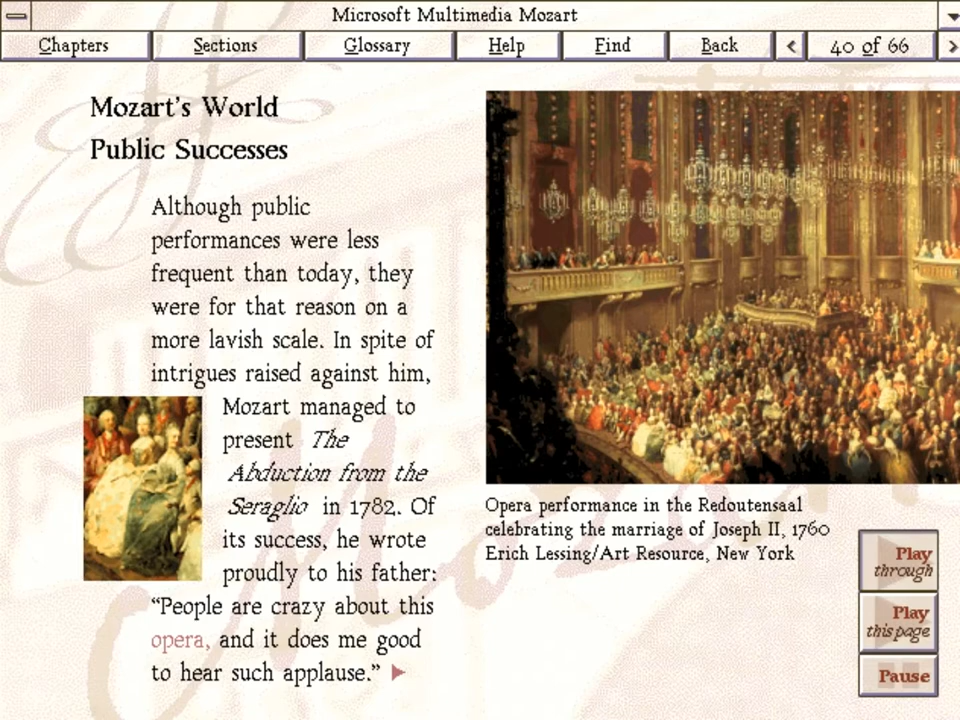 Microsoft Multimedia Mozart
Chapters Sections Glossary Help Find Back < 40 of 66 >
Mozart's World
Public Successes
Although public
performances were less
frequent than today, they
were for that reason on a
more lavish scale. In spite of
intrigues raised against him,
Mozart managed to
present The
Abduction from the
Seraglio in 1782. Of
its success, he wrote
proudly to his father:
“People are crazy about this
opera, and it does me good
to hear such applause.”
Opera performance in the Redoutensaal
celebrating the marriage of Joseph II, 1760
Erich Lessing/Art Resource, New York
Play
through
Play
this page
Pause